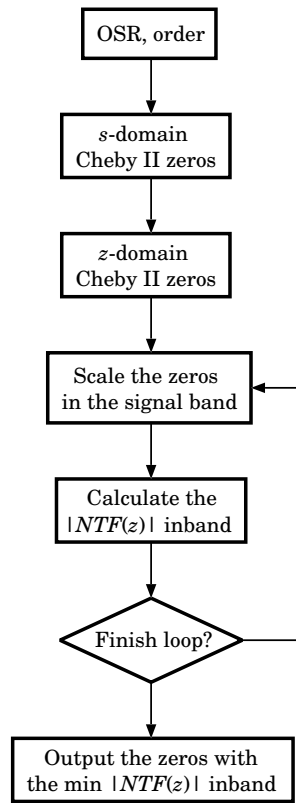 OSR, order
s-domain
Cheby II zeros
z-domain
Cheby II zeros
Scale the zeros
in the signal band
Calculate the
|NTF(z)| inband
Finish loop?
Output the zeros with
the min |NTF(z)| inband